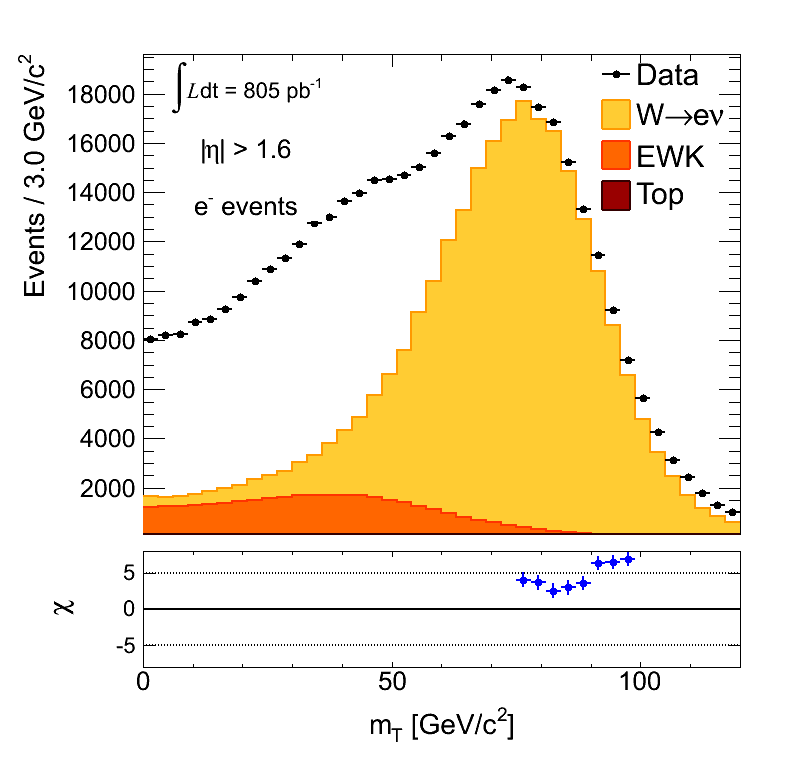 ∫ Ldt = 805 pb⁻¹
|η| > 1.6
e⁻ events
Data
W→eν
EWK
Top
Events / 3.0 GeV/c²
18000
16000
14000
12000
10000
8000
6000
4000
2000
χ
5
0
-5
0 50 100
m_T [GeV/c²]